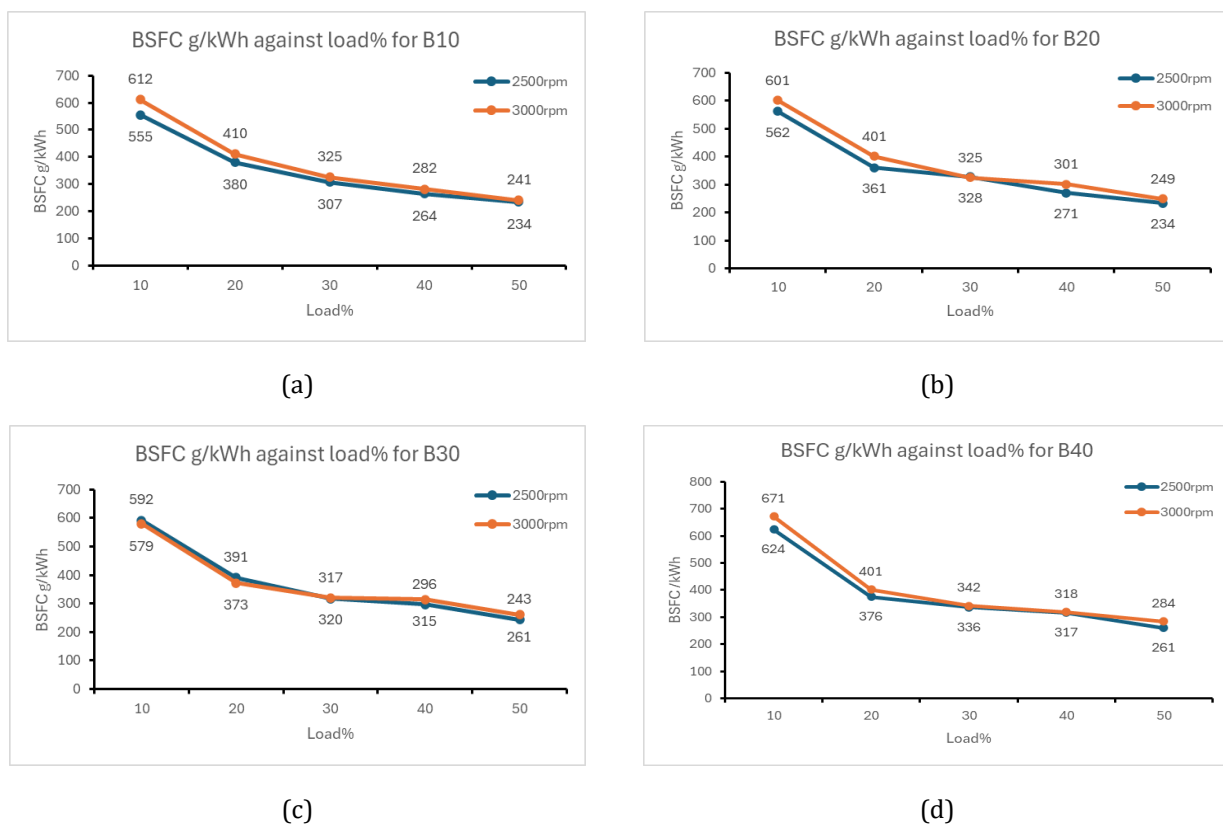 BSFC g/kWh against load% for B10
700
600
500
400
300
200
100
0
BSFC g/kWh
612
410
325
282
241
555
380
307
264
234
2500rpm
3000rpm
10 20 30 40 50
Load%
(a)
BSFC g/kWh against load% for B20
700
600
500
400
300
200
100
0
BSFC g/kWh
601
401
325
301
249
562
361
328
271
234
2500rpm
3000rpm
10 20 30 40 50
Load%
(b)
BSFC g/kWh against load% for B30
700
600
500
400
300
200
100
0
BSFC g/kWh
592
391
317
296
243
579
373
320
315
261
2500rpm
3000rpm
10 20 30 40 50
Load%
(c)
BSFC g/kWh against load% for B40
800
700
600
500
400
300
200
100
0
BSFC /kWh
671
401
342
318
284
624
376
336
317
261
2500rpm
3000rpm
10 20 30 40 50
Load%
(d)